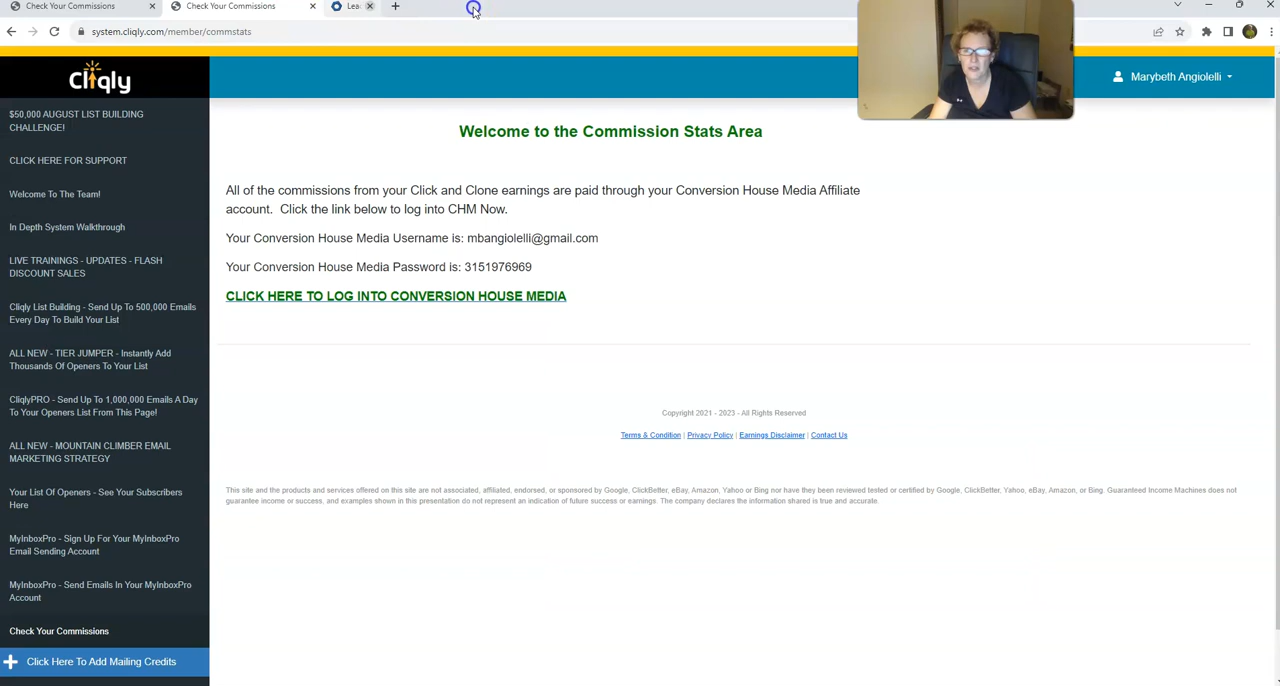 Check Your Commissions
Check Your Commissions
Lea
system.cliqly.com/member/commstats
Cliqly
Marybeth Angiolelli
$50,000 AUGUST LIST BUILDING
CHALLENGE!
CLICK HERE FOR SUPPORT
Welcome To The Team!
In Depth System Walkthrough
LIVE TRAININGS - UPDATES - FLASH
DISCOUNT SALES
Cliqly List Building - Send Up To 500,000 Emails
Every Day To Build Your List
ALL NEW - TIER JUMPER - Instantly Add
Thousands Of Openers To Your List
CliqlyPRO - Send Up To 1,000,000 Emails A Day
To Your Openers List From This Page!
ALL NEW - MOUNTAIN CLIMBER EMAIL
MARKETING STRATEGY
Your List Of Openers - See Your Subscribers
Here
MyInboxPro - Sign Up For Your MyInboxPro
Email Sending Account
MyInboxPro - Send Emails In Your MyInboxPro
Account
Check Your Commissions
Click Here To Add Mailing Credits
Welcome to the Commission Stats Area
All of the commissions from your Click and Clone earnings are paid through your Conversion House Media Affiliate
account. Click the link below to log into CHM Now.
Your Conversion House Media Username is: mbangiolelli@gmail.com
Your Conversion House Media Password is: 3151976969
CLICK HERE TO LOG INTO CONVERSION HOUSE MEDIA
Copyright 2021 - 2023 - All Rights Reserved
Terms & Condition | Privacy Policy | Earnings Disclaimer | Contact Us
This site and the products and services offered on this site are not associated, affiliated, endorsed, or sponsored by Google, ClickBetter, eBay, Amazon, Yahoo or Bing nor have they been reviewed tested or certified by Google, ClickBetter, Yahoo, eBay, Amazon, or Bing. Guaranteed Income Machines does not
guarantee income or success, and examples shown in this presentation do not represent an indication of future success or earnings. The company declares the information shared is true and accurate.